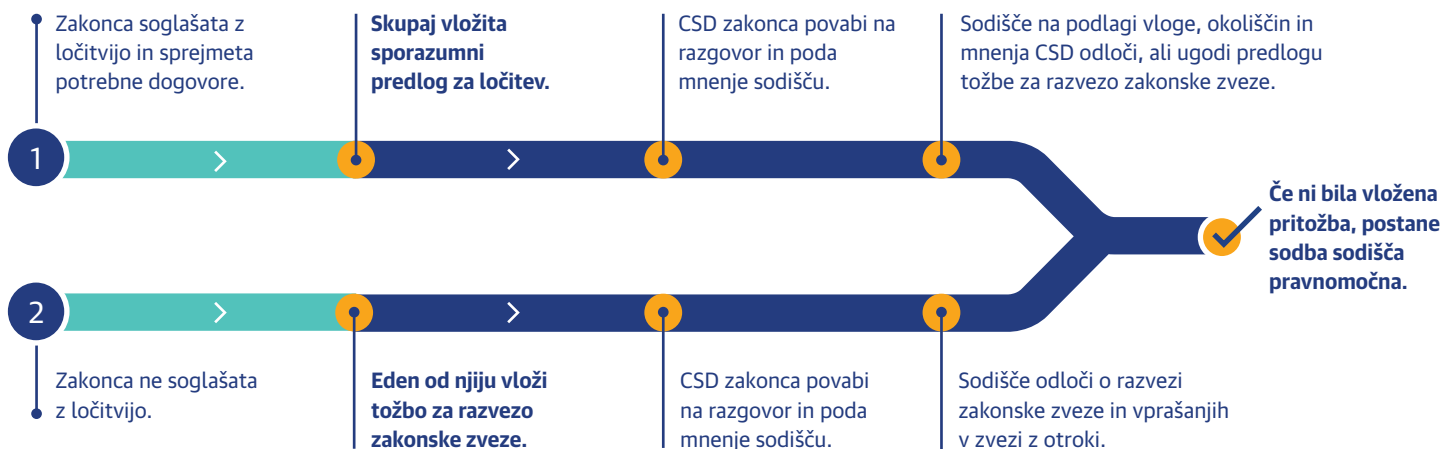 Zakonca soglašata z
ločitvijo in sprejmeta
potrebne dogovore.
Skupaj vložita
sporazumni
predlog za ločitev.
CSD zakonca povabi na
razgovor in poda
mnenje sodišču.
Sodišče na podlagi vloge, okoliščin in
mnenja CSD odloči, ali ugodi predlogu
tožbe za razvezo zakonske zveze.
1
Če ni bila vložena
pritožba, postane
sodba sodišča
pravnomočna.
2
Zakonca ne soglašata
z ločitvijo.
Eden od njiju vloži
tožbo za razvezo
zakonske zveze.
CSD zakonca povabi
na razgovor in poda
mnenje sodišču.
Sodišče odloči o razvezi
zakonske zveze in vprašanjih
v zvezi z otroki.